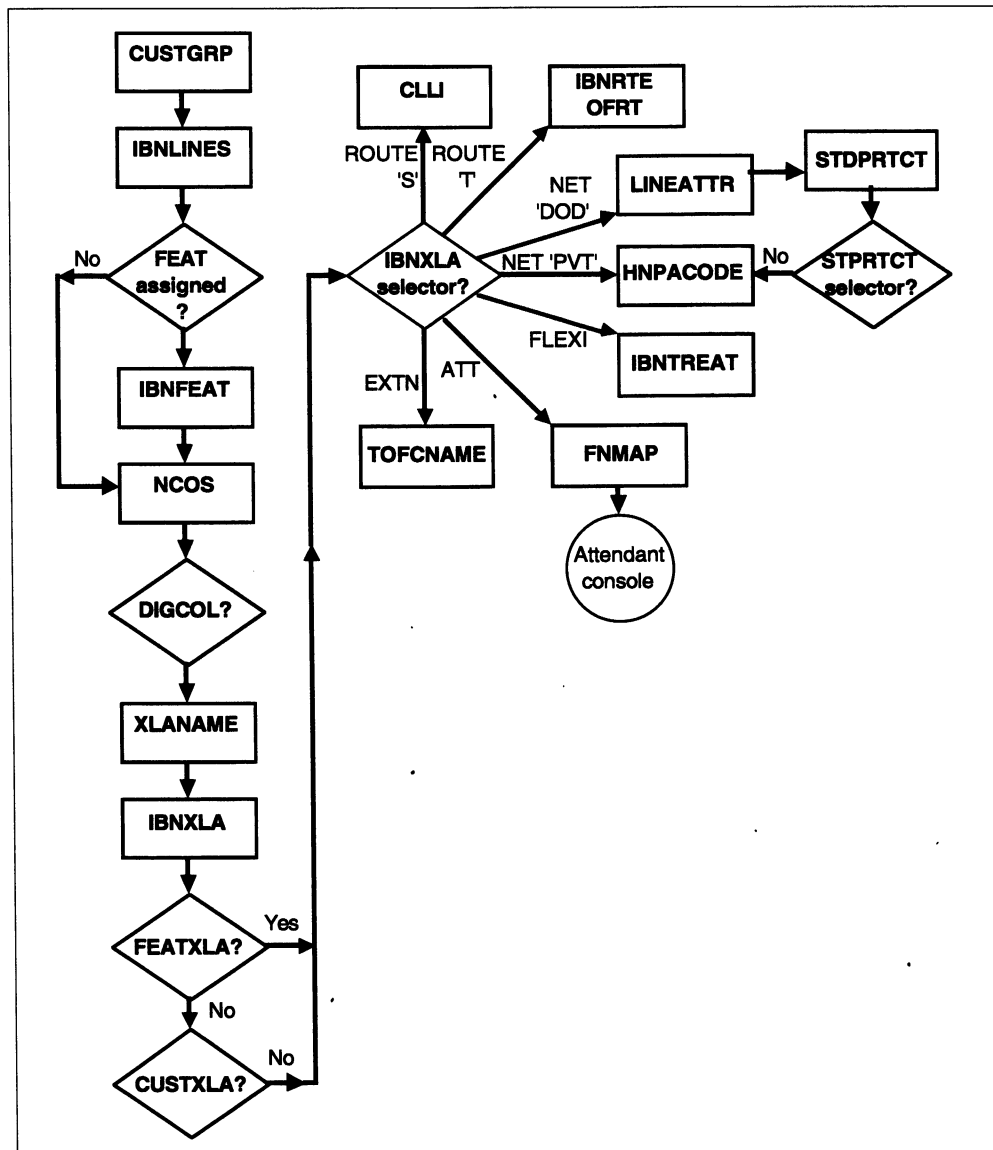 CUSTGRP
IBNLINES
No
FEAT
assigned
?
IBNFEAT
NCOS
DIGCOL?
XLANAME
IBNXLA
FEATXLA?
Yes
No
CUSTXLA?
No
CLLI
IBNRTE
OFRT
ROUTE
'S'
ROUTE
'T'
NET
'DOD'
LINEATTR
STDPRTCT
IBNXLA
selector?
NET 'PVT'
HNPACODE
No
STPRTCT
selector?
FLEXI
IBNTREAT
EXTN
ATT
TOFCNAME
FNMAP
Attendant
console